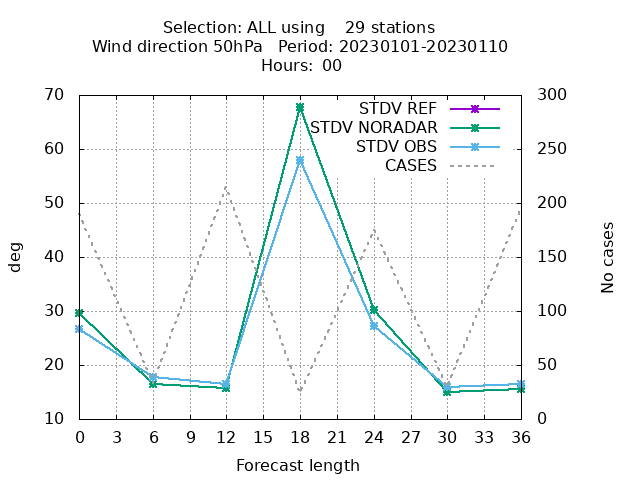 Selection: ALL using    29 stations
Wind direction 50hPa   Period: 20230101-20230110
Hours: 00
STDV REF
STDV NORADAR
STDV OBS
CASES
70
60
50
40
30
20
10
300
250
200
150
100
50
0
deg
No cases
0 3 6 9 12 15 18 21 24 27 30 33 36
Forecast length